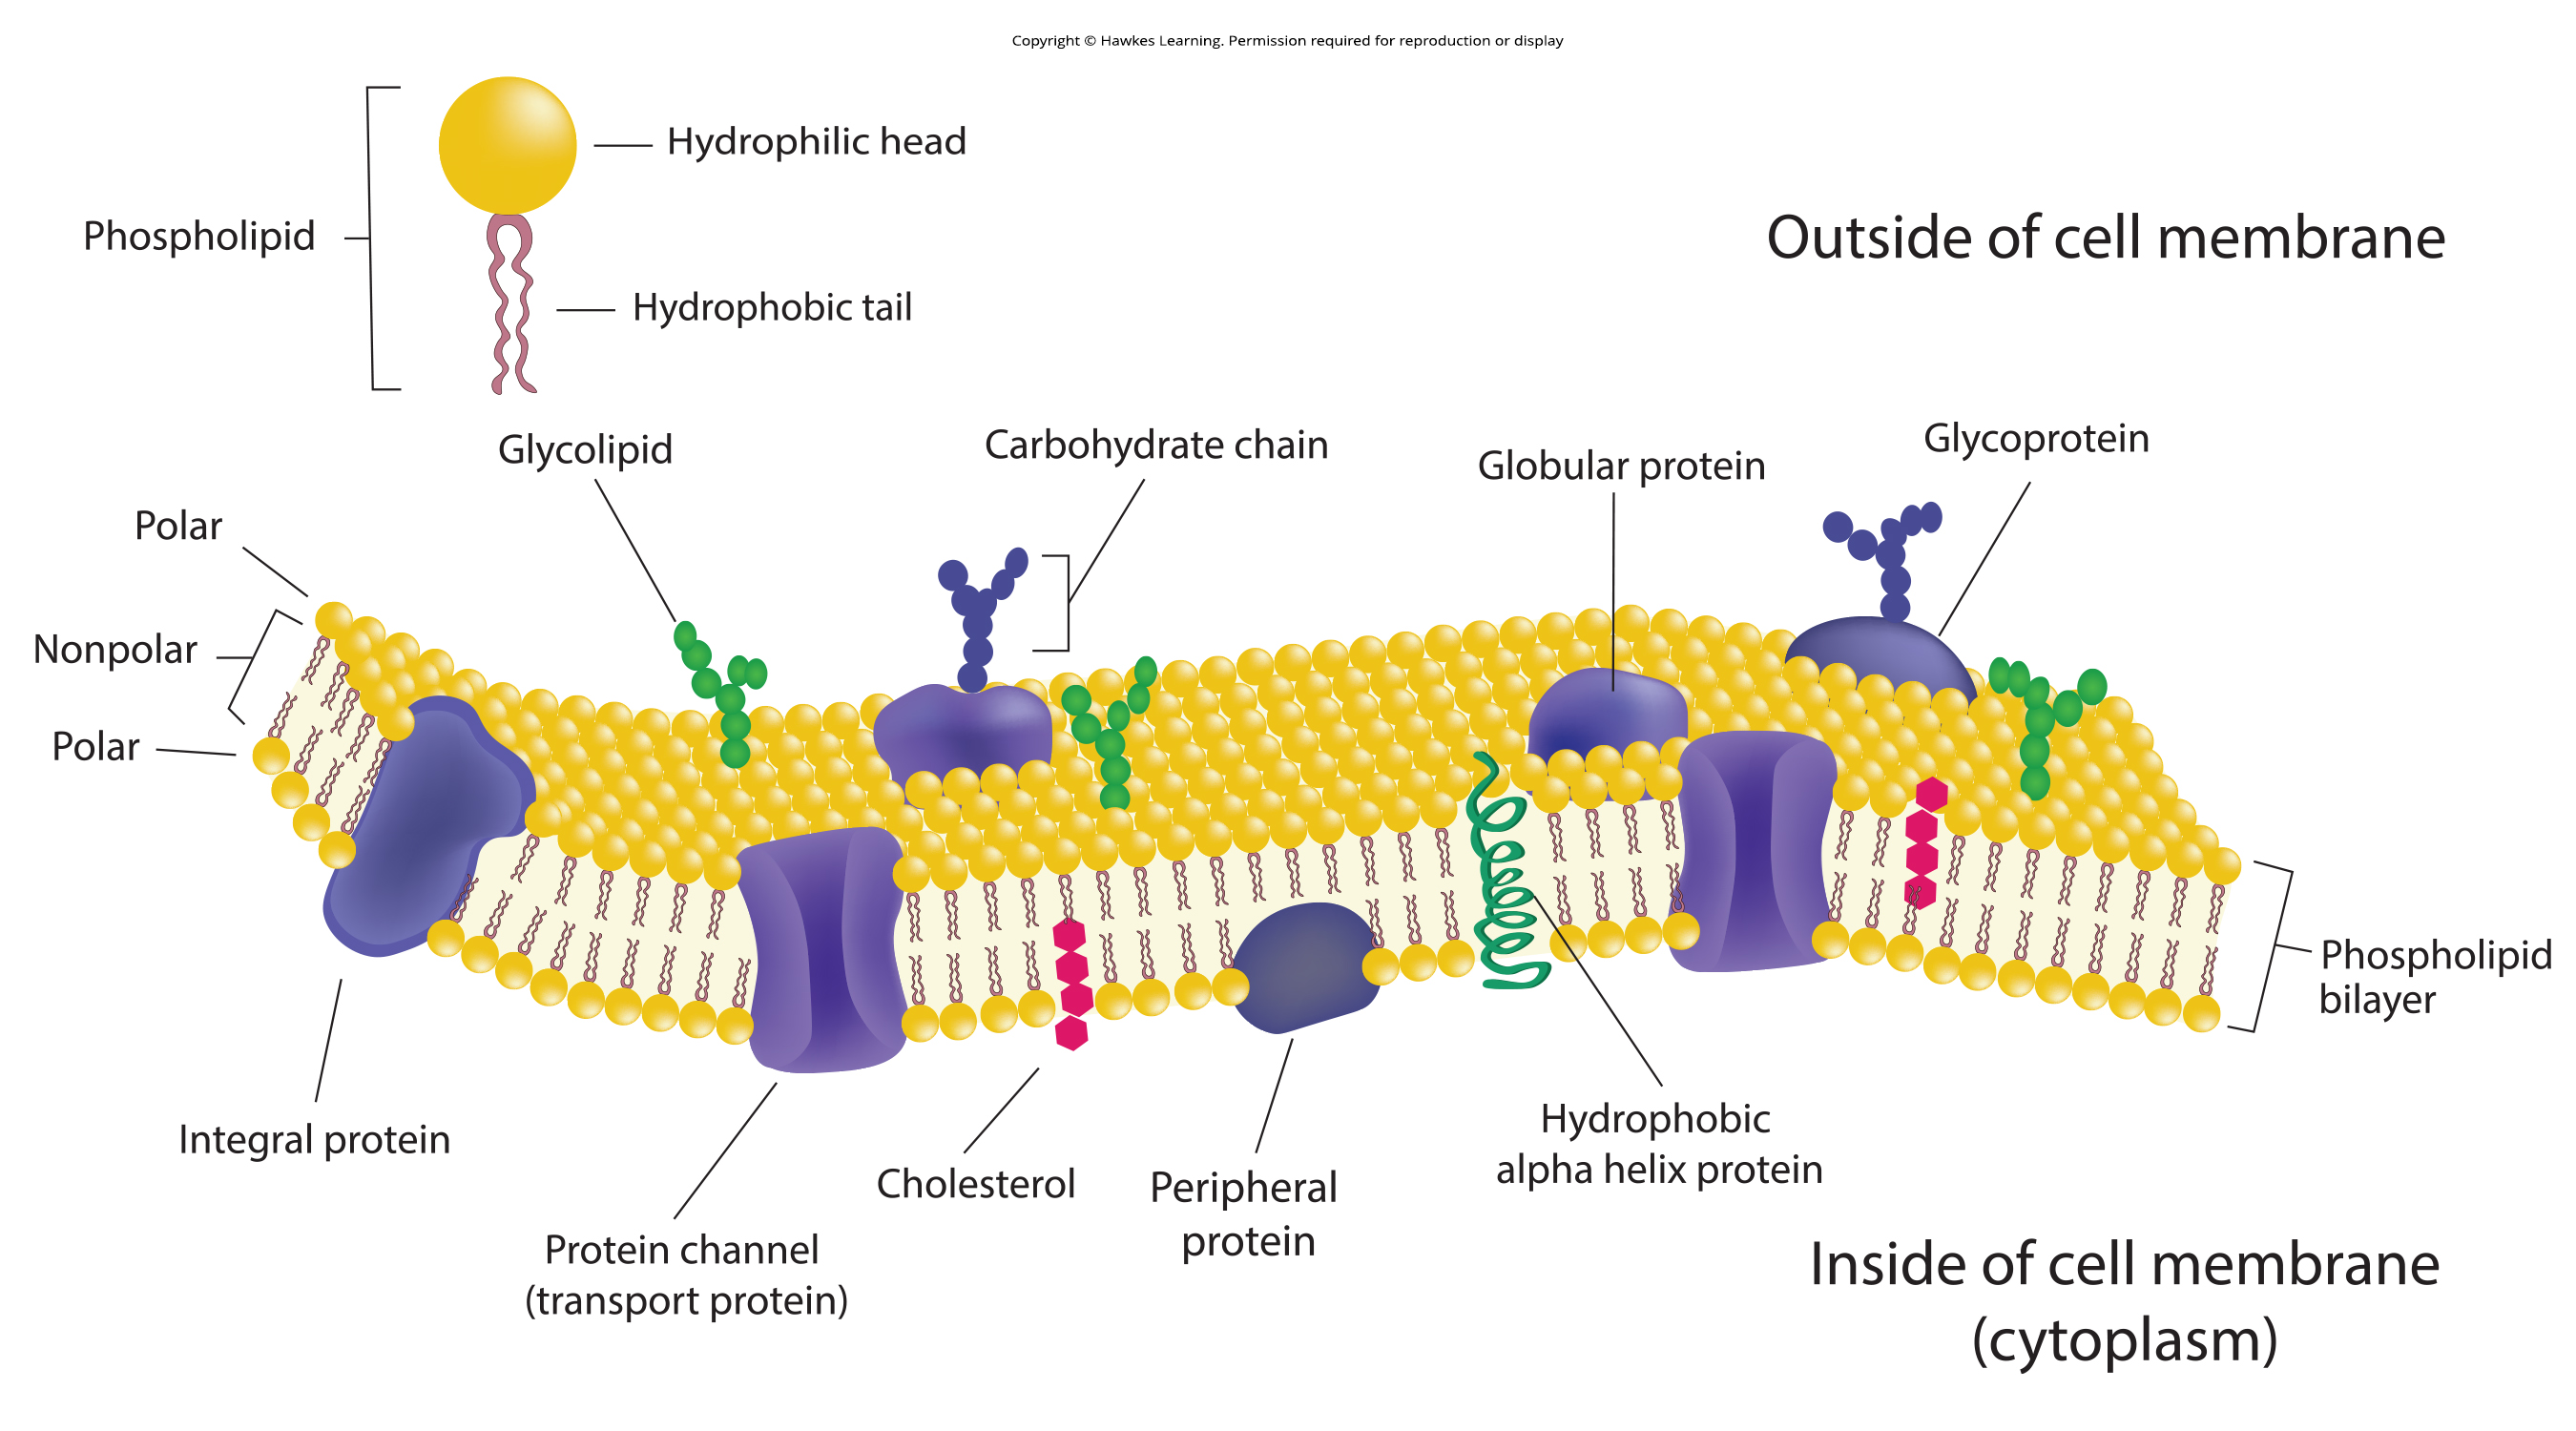 Copyright © Hawkes Learning. Permission required for reproduction or display
Hydrophilic head
Phospholipid
Hydrophobic tail
Outside of cell membrane
Glycolipid
Carbohydrate chain
Globular protein
Glycoprotein
Polar
Nonpolar
Polar
Phospholipid
bilayer
Integral protein
Protein channel
(transport protein)
Cholesterol
Peripheral
protein
Hydrophobic
alpha helix protein
Inside of cell membrane
(cytoplasm)